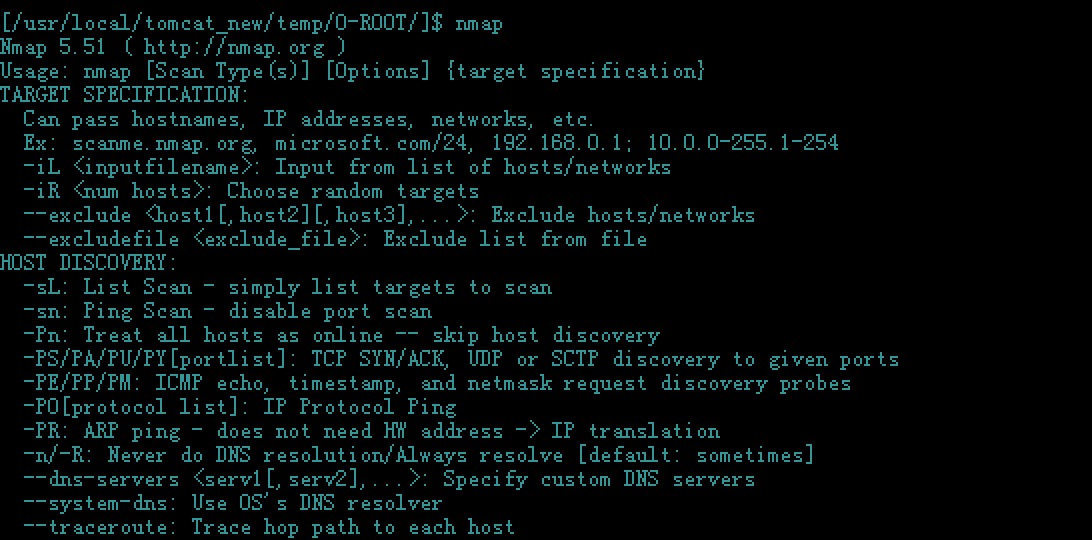 [/usr/local/tomcat_new/temp/0-ROOT/]$ nmap
Nmap 5.51 ( http://nmap.org )
Usage: nmap [Scan Type(s)] [Options] {target specification}
TARGET SPECIFICATION:
  Can pass hostnames, IP addresses, networks, etc.
  Ex: scanme.nmap.org, microsoft.com/24, 192.168.0.1; 10.0.0-255.1-254
  -iL <inputfilename>: Input from list of hosts/networks
  -iR <num hosts>: Choose random targets
  --exclude <host1[,host2][,host3],...>: Exclude hosts/networks
  --excludefile <exclude_file>: Exclude list from file
HOST DISCOVERY:
  -sL: List Scan - simply list targets to scan
  -sn: Ping Scan - disable port scan
  -Pn: Treat all hosts as online -- skip host discovery
  -PS/PA/PU/PY[portlist]: TCP SYN/ACK, UDP or SCTP discovery to given ports
  -PE/PP/PM: ICMP echo, timestamp, and netmask request discovery probes
  -PO[protocol list]: IP Protocol Ping
  -PR: ARP ping - does not need HW address -> IP translation
  -n/-R: Never do DNS resolution/Always resolve [default: sometimes]
  --dns-servers <serv1[,serv2],...>: Specify custom DNS servers
  --system-dns: Use OS's DNS resolver
  --traceroute: Trace hop path to each host